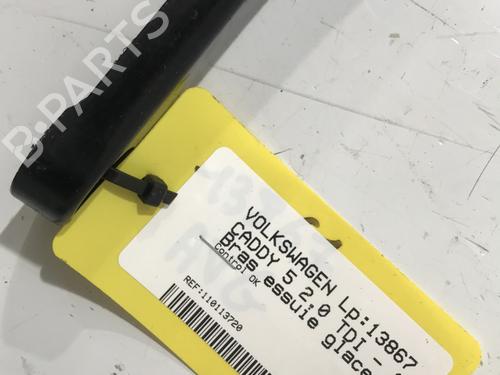 B-PARTS
VOLKSWAGEN Lp:13867
CADDY 5 2.0 TDI -
Bras essuie glace
Control OK
REF:110113720